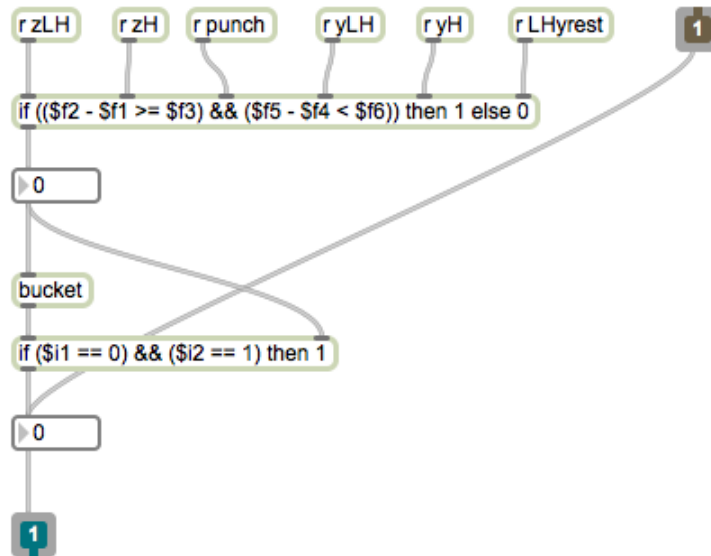 r zLH r zH r punch r yLH r yH r LHyrest 1
if (($f2 - $f1 >= $f3) && ($f5 - $f4 < $f6)) then 1 else 0
0
bucket
if ($i1 == 0) && ($i2 == 1) then 1
0
1